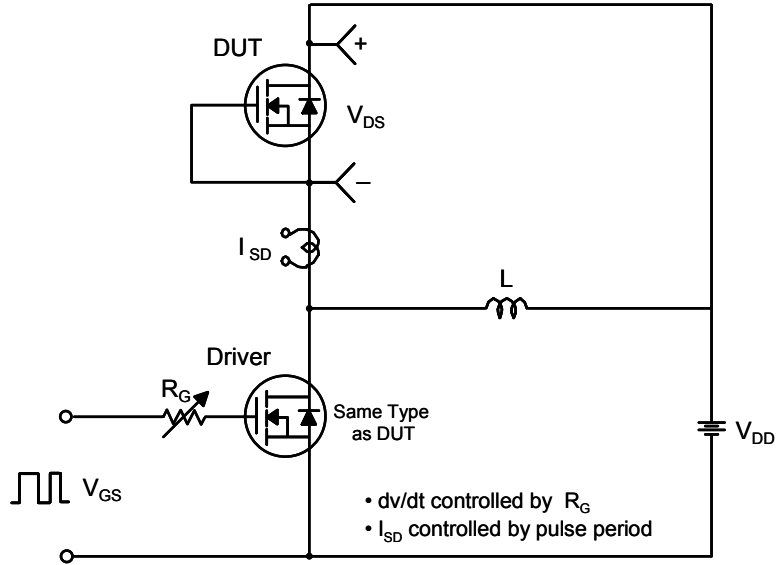 DUT
+
VDS
–
ISD
L
Driver
RG
Same Type
as DUT
VDD
VGS
• dv/dt controlled by RG
• ISD controlled by pulse period